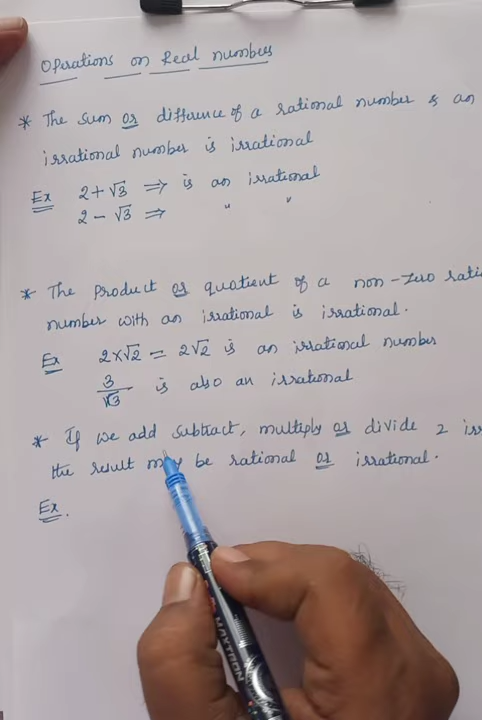 Operations on Real numbers
* The sum or difference of a rational number & an
irrational number is irrational
Ex 2+√3 ⇒ is an irrational
2-√3 ⇒ " "
* The product or quotient of a non-zero rati
number with an irrational is irrational.
Ex 2×√2 = 2√2 is an irrational number
3/√3 is also an irrational
* If we add subtract, multiply or divide 2 irr
the result may be rational or irrational.
Ex.
MAXTRON